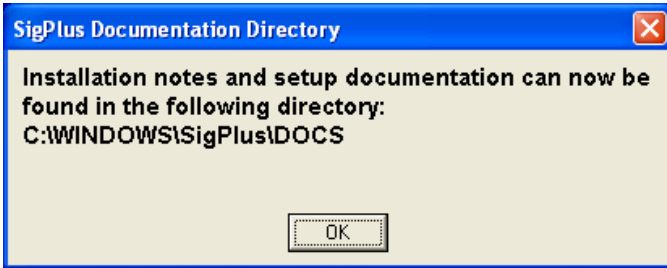 SigPlus Documentation Directory
Installation notes and setup documentation can now be
found in the following directory:
C:\WINDOWS\SigPlus\DOCS
OK